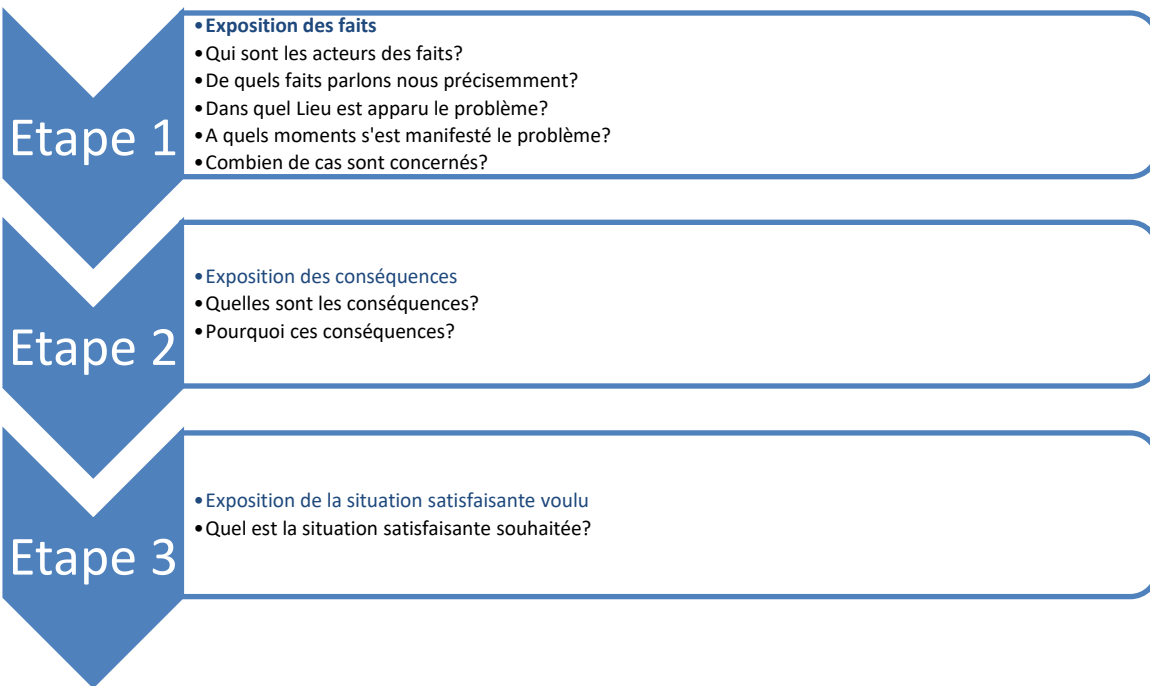 Etape 1
•Exposition des faits
•Qui sont les acteurs des faits?
•De quels faits parlons nous précisemment?
•Dans quel Lieu est apparu le problème?
•A quels moments s'est manifesté le problème?
•Combien de cas sont concernés?
Etape 2
•Exposition des conséquences
•Quelles sont les conséquences?
•Pourquoi ces conséquences?
Etape 3
•Exposition de la situation satisfaisante voulu
•Quel est la situation satisfaisante souhaitée?